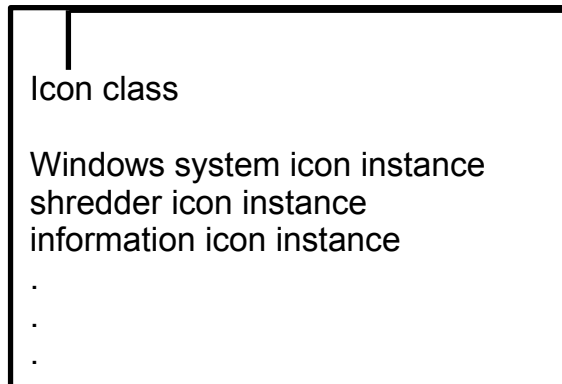 Icon class
Windows system icon instance
shredder icon instance
information icon instance
.
.
.